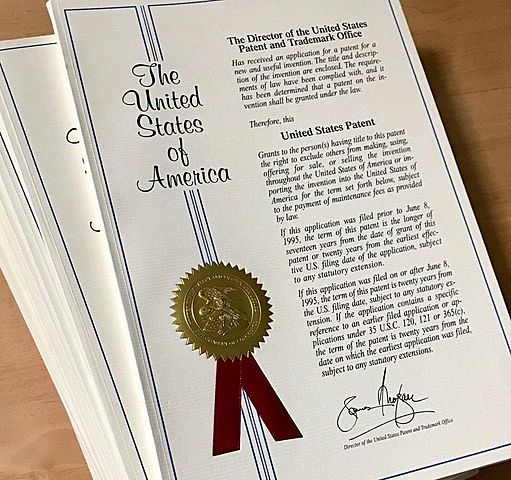 The
United
States
of
America
The Director of the United States
Patent and Trademark Office
Has received an application for a patent for a
new and useful invention. The title and descrip-
tion of the invention are enclosed. The require-
ments of law have been complied with, and it
has been determined that a patent on the in-
vention shall be granted under the law.
Therefore, this
United States Patent
Grants to the person(s) having title to this patent
the right to exclude others from making, using,
offering for sale, or selling the invention
throughout the United States of America or im-
porting the invention into the United States of
America for the term set forth below, subject
to the payment of maintenance fees as provided
by law.
If this application was filed prior to June 8,
1995, the term of this patent is the longer of
seventeen years from the date of grant of this
patent or twenty years from the earliest effec-
tive U.S. filing date of the application, subject
to any statutory extension.
If this application was filed on or after June 8,
1995, the term of this patent is twenty years from
the U.S. filing date, subject to any statutory ex-
tension. If the application contains a specific
reference to an earlier filed application or ap-
plications under 35 U.S.C. 120, 121 or 365(c),
the term of the patent is twenty years from the
date on which the earliest application was filed,
subject to any statutory extensions.
Director of the United States Patent and Trademark Office